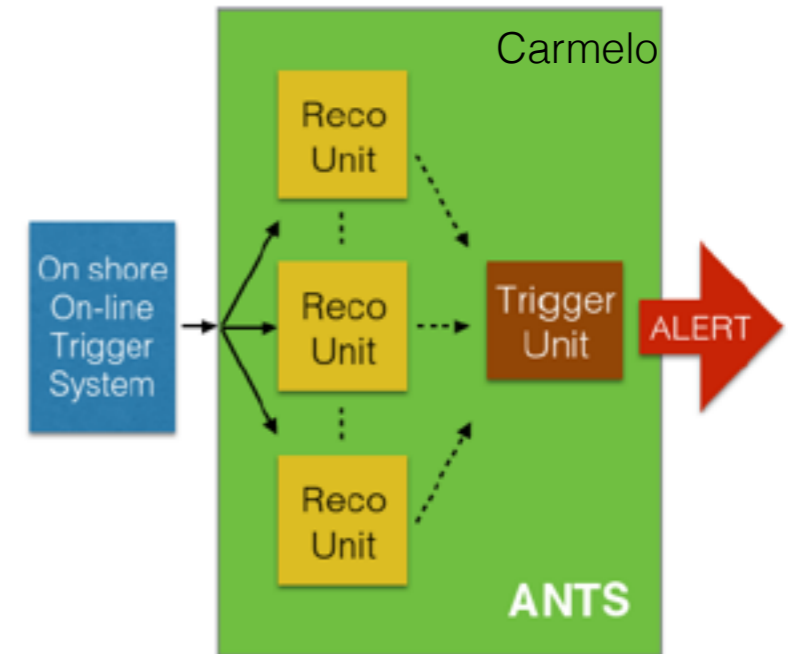 Carmelo
Reco
Unit
On shore
On-line
Trigger
System
Reco
Unit
Trigger
Unit
ALERT
Reco
Unit
ANTS